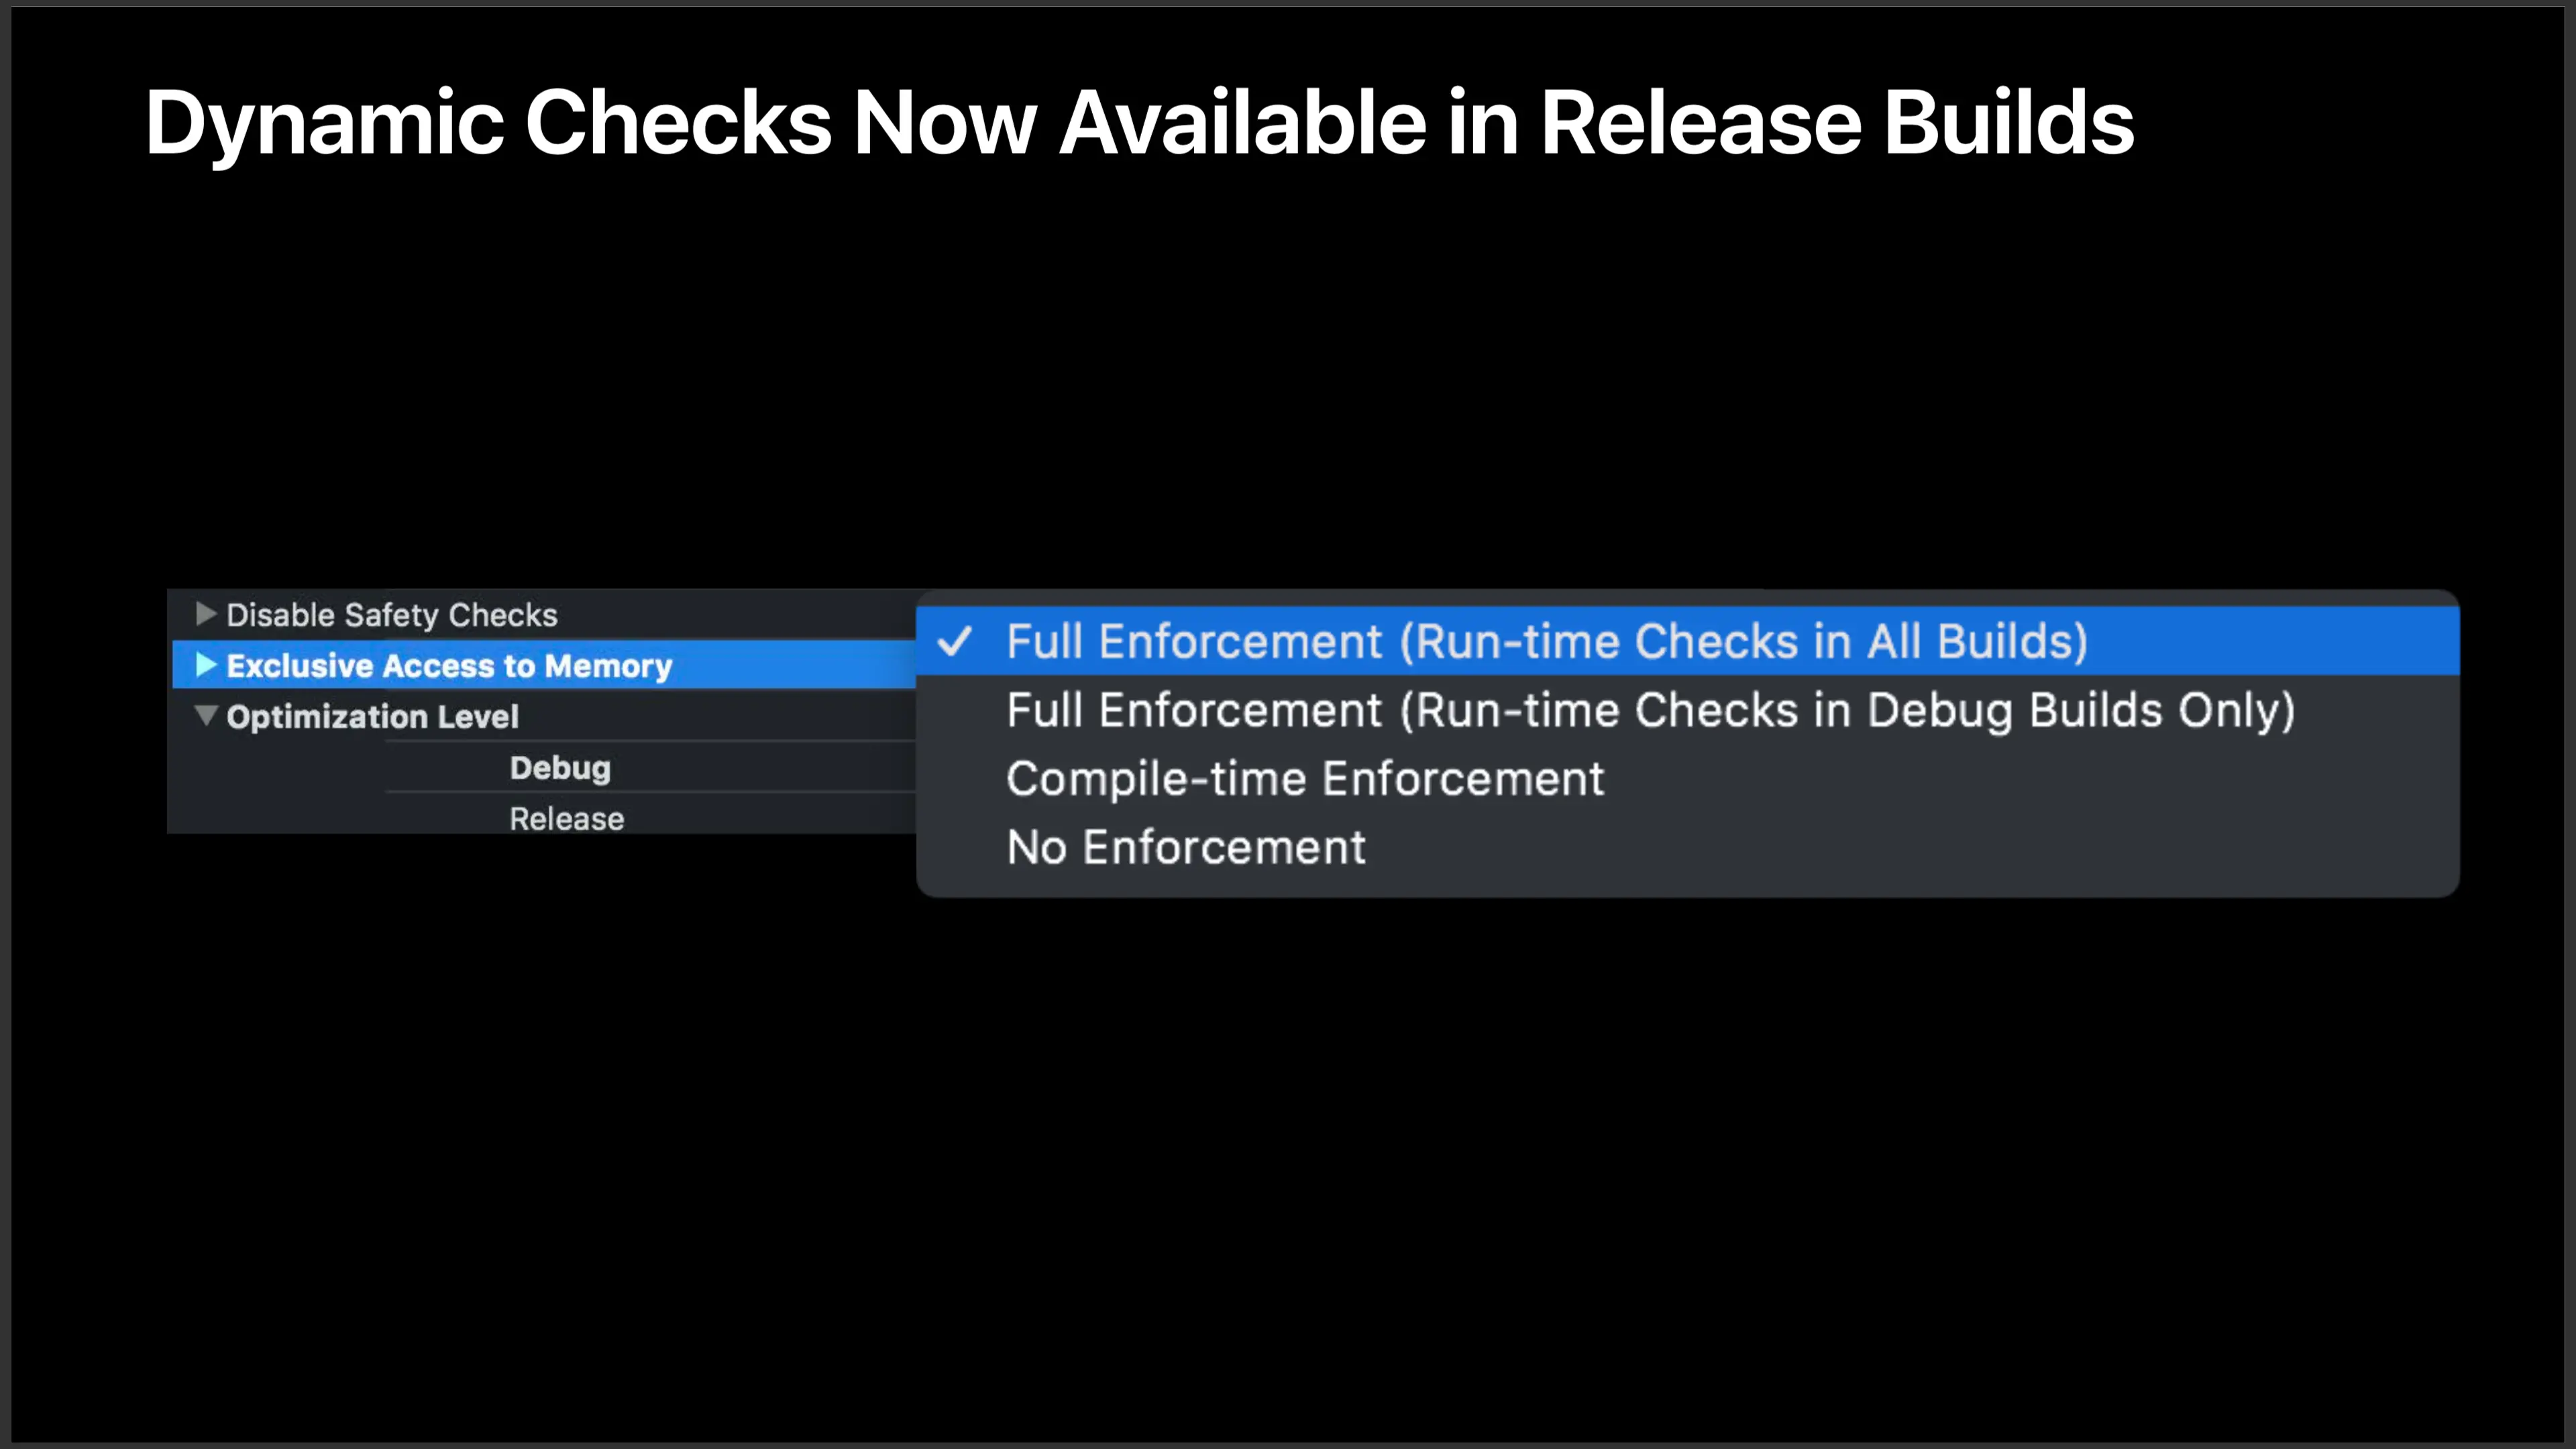 Dynamic Checks Now Available in Release Builds
Disable Safety Checks
Exclusive Access to Memory
Optimization Level
Debug
Release
Full Enforcement (Run-time Checks in All Builds)
Full Enforcement (Run-time Checks in Debug Builds Only)
Compile-time Enforcement
No Enforcement